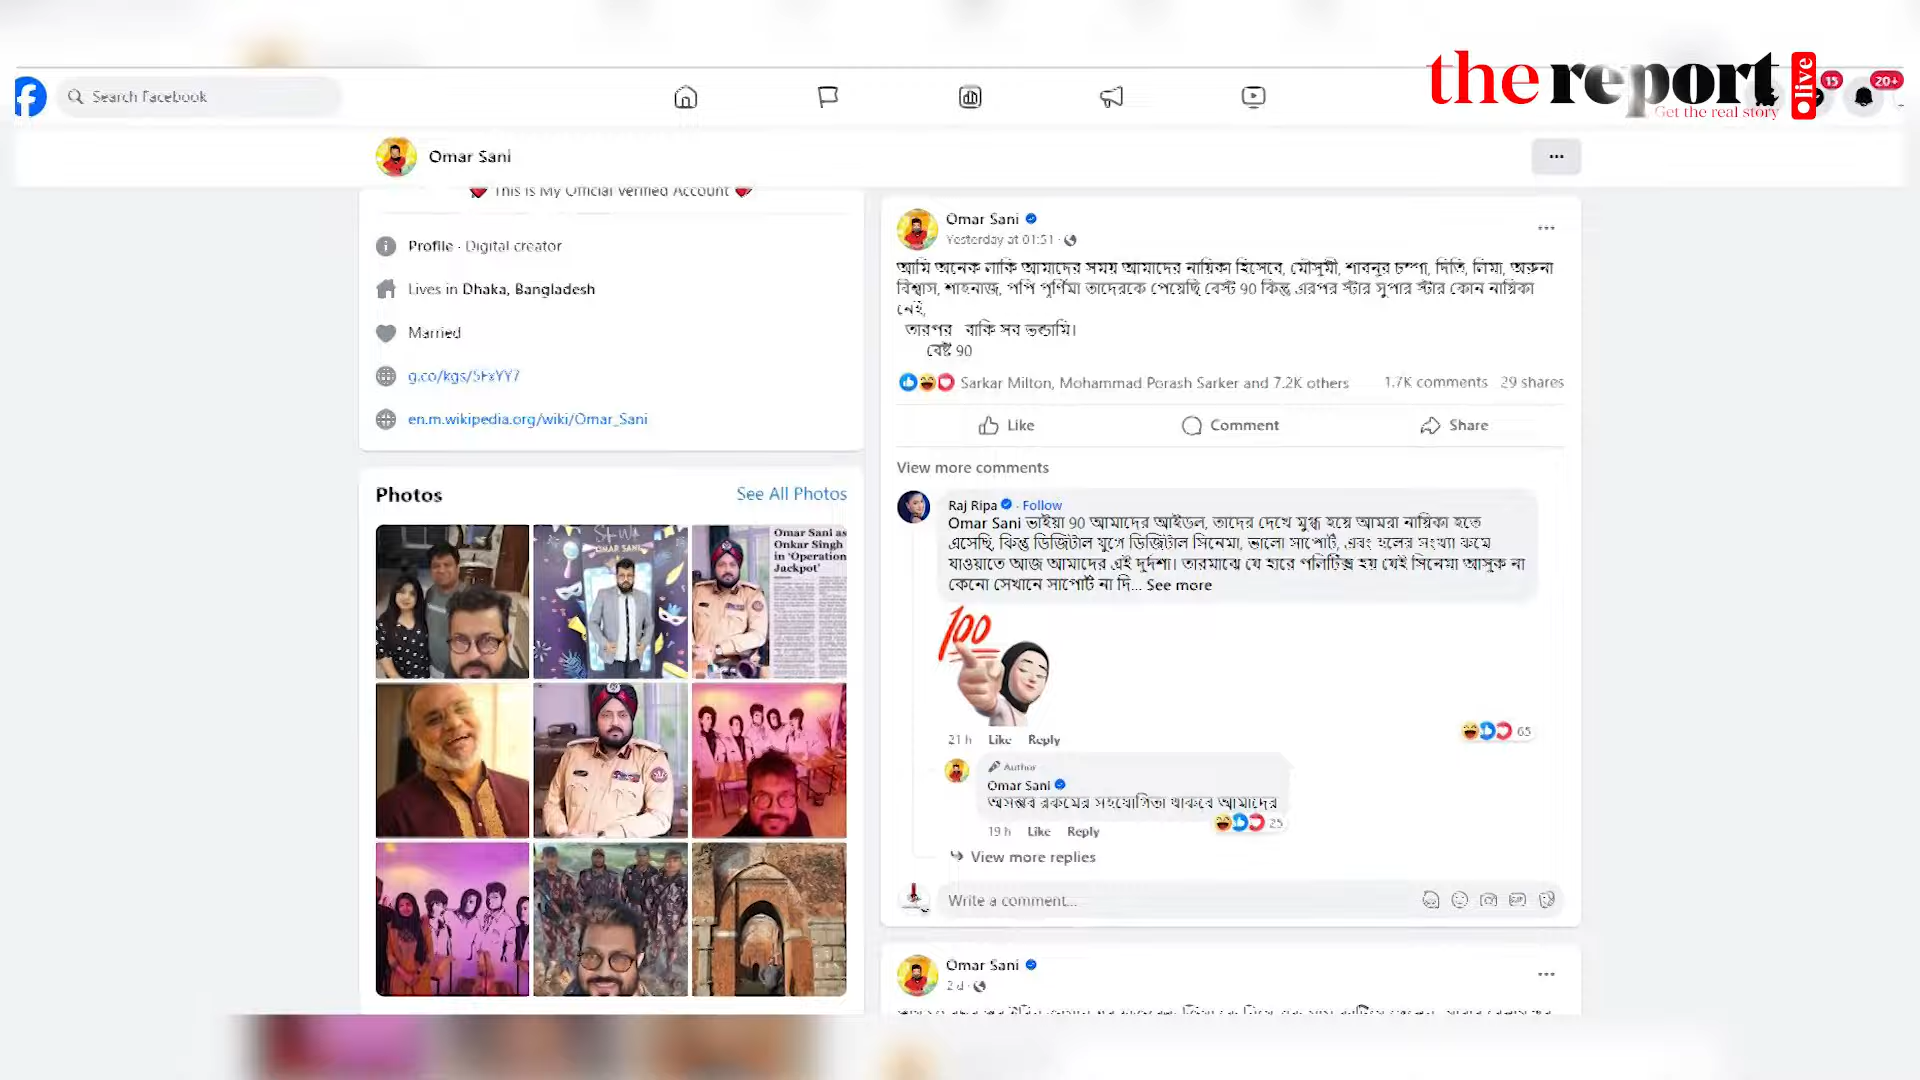 the report live
Get the real story
Search Facebook
15
20+
Omar Sani
This Is My Official Verified Account
Profile · Digital creator
Lives in Dhaka, Bangladesh
Married
g.co/kgs/5FxYY7
en.m.wikipedia.org/wiki/Omar_Sani
Photos
See All Photos
OMAR SANI
Omar Sani as
Onkar Singh
in 'Operation
Jackpot'
Omar Sani
Yesterday at 01:51 ·
আমি অনেক লাকি আমাদের সময় আমাদের নায়িকা হিসেবে, মৌসুমী, শাবনুর চম্পা, দিতি, লিমা, অরুনা
বিশ্বাস, শাহনাজ, পপি পূর্ণিমা তাদেরকে পেয়েছি বেস্ট 90 কিন্তু এরপর স্টার সুপার স্টার কোন নায়িকা
নেই,
তারপর বাকি সব ভন্ডামি।
বেষ্ট 90
Sarkar Milton, Mohammad Porash Sarker and 7.2K others
1.7K comments 29 shares
Like Comment Share
View more comments
Raj Ripa · Follow
Omar Sani ভাইয়া 90 আমাদের আইডল, তাদের দেখে মুগ্ধ হয়ে আমরা নায়িকা হতে
এসেছি, কিন্তু ডিজিটাল যুগে ডিজিটাল সিনেমা, ভালো সাপোর্ট, এবং হলের সংখ্যা কমে
যাওয়াতে আজ আমাদের এই দুর্দশা। তারমাঝে যে হারে পলিটিক্স হয় যেই সিনেমা আসুক না
কেনো সেখানে সাপোর্ট না দি... See more
100
21 h Like Reply
65
Author
Omar Sani
অসম্ভব রকমের সহযোগিতা থাকবে আমাদের
19 h Like Reply
25
View more replies
Write a comment...
Omar Sani
2 d ·